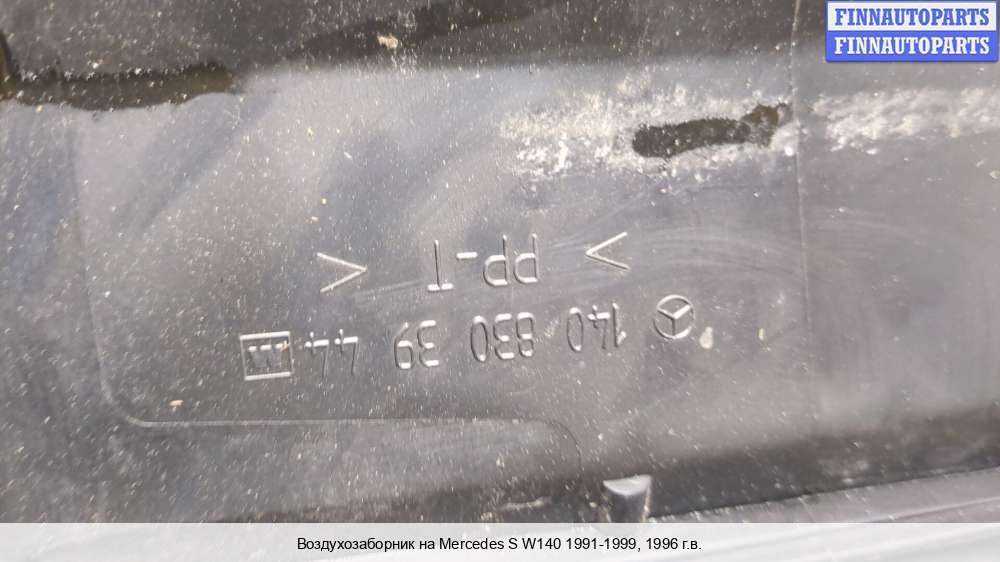 FINNAUTOPARTS
FINNAUTOPARTS
140 830 39 44
>PP-T<
Воздухозаборник на Mercedes S W140 1991-1999, 1996 г.в.